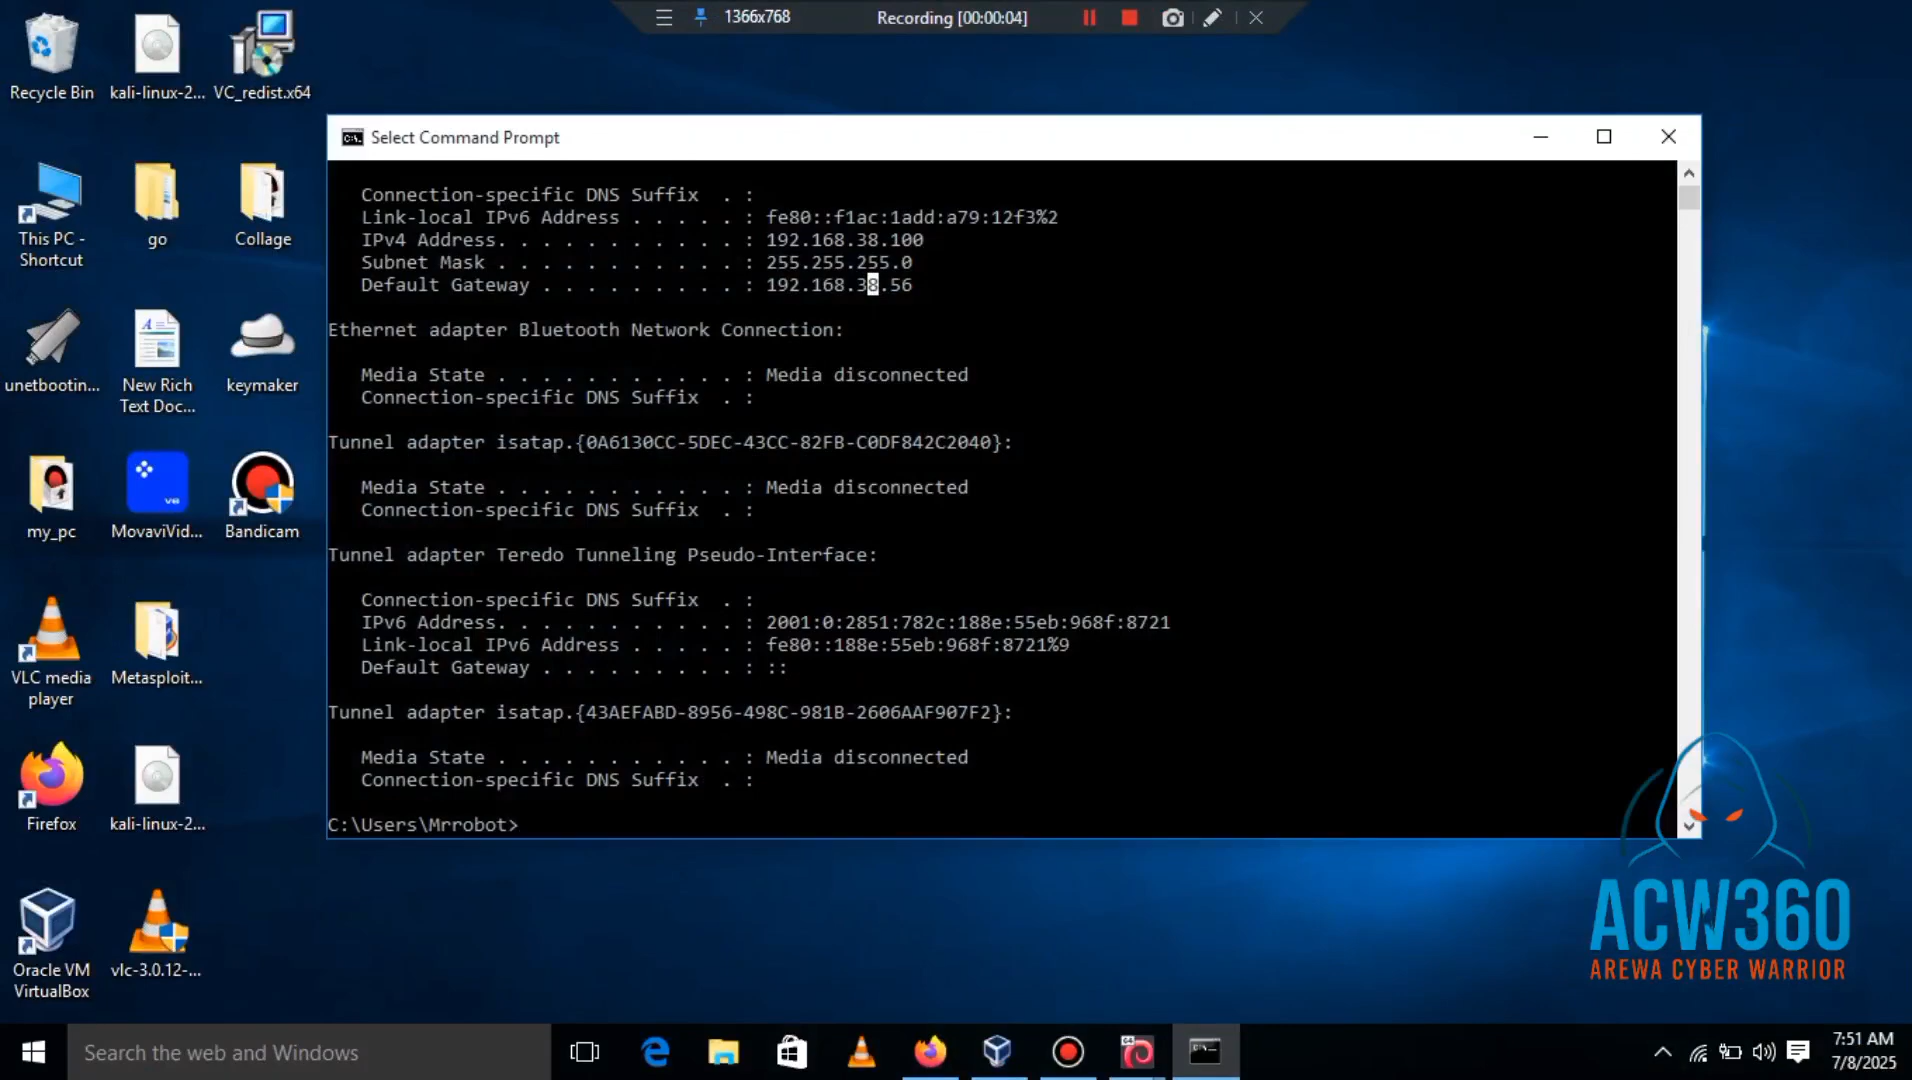 1366x768
Recording [00:00:04]
Recycle Bin
kali-linux-2...
VC_redist.x64
This PC -
Shortcut
go
Collage
unetbootin...
New Rich
Text Doc...
keymaker
my_pc
MovaviVid...
Bandicam
VLC media
player
Metasploit...
Firefox
kali-linux-2...
Oracle VM
VirtualBox
vlc-3.0.12-...
Select Command Prompt
Connection-specific DNS Suffix . :
Link-local IPv6 Address . . . . . : fe80::f1ac:1add:a79:12f3%2
IPv4 Address. . . . . . . . . . . : 192.168.38.100
Subnet Mask . . . . . . . . . . . : 255.255.255.0
Default Gateway . . . . . . . . . : 192.168.38.56
Ethernet adapter Bluetooth Network Connection:
Media State . . . . . . . . . . . : Media disconnected
Connection-specific DNS Suffix . :
Tunnel adapter isatap.{0A6130CC-5DEC-43CC-82FB-C0DF842C2040}:
Media State . . . . . . . . . . . : Media disconnected
Connection-specific DNS Suffix . :
Tunnel adapter Teredo Tunneling Pseudo-Interface:
Connection-specific DNS Suffix . :
IPv6 Address. . . . . . . . . . . : 2001:0:2851:782c:188e:55eb:968f:8721
Link-local IPv6 Address . . . . . : fe80::188e:55eb:968f:8721%9
Default Gateway . . . . . . . . . : ::
Tunnel adapter isatap.{43AEFABD-8956-498C-981B-2606AAF907F2}:
Media State . . . . . . . . . . . : Media disconnected
Connection-specific DNS Suffix . :
C:\Users\Mrrobot>
ACW360
AREWA CYBER WARRIOR
Search the web and Windows
7:51 AM
7/8/2025